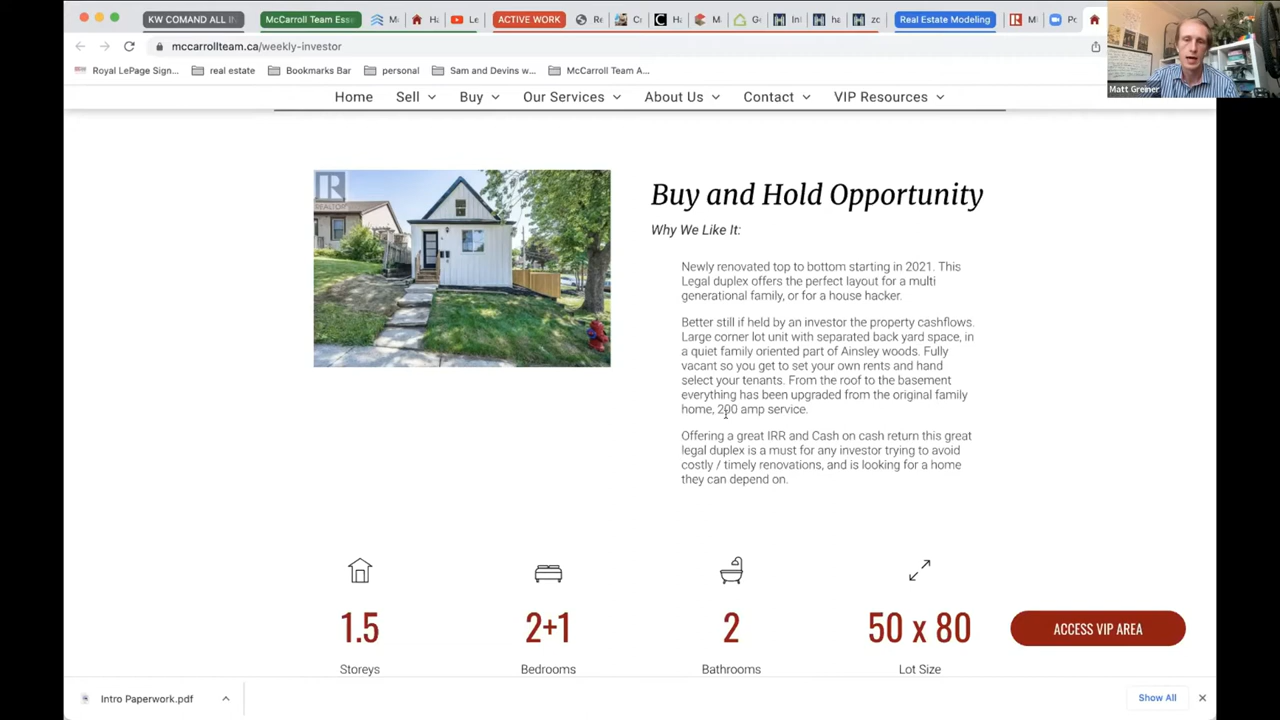 KW COMAND ALL IN
McCarroll Team Esse
ACTIVE WORK
Real Estate Modeling
mccarrollteam.ca/weekly-investor
Royal LePage Sign...
real estate
Bookmarks Bar
personal
Sam and Devins w...
McCarroll Team A...
Matt Greiner
Home
Sell
Buy
Our Services
About Us
Contact
VIP Resources
REALTOR
Buy and Hold Opportunity
Why We Like It:
Newly renovated top to bottom starting in 2021. This
Legal duplex offers the perfect layout for a multi
generational family, or for a house hacker.
Better still if held by an investor the property cashflows.
Large corner lot unit with separated back yard space, in
a quiet family oriented part of Ainsley woods. Fully
vacant so you get to set your own rents and hand
select your tenants. From the roof to the basement
everything has been upgraded from the original family
home, 200 amp service.
Offering a great IRR and Cash on cash return this great
legal duplex is a must for any investor trying to avoid
costly / timely renovations, and is looking for a home
they can depend on.
1.5
2+1
2
50 x 80
ACCESS VIP AREA
Storeys
Bedrooms
Bathrooms
Lot Size
Intro Paperwork.pdf
Show All